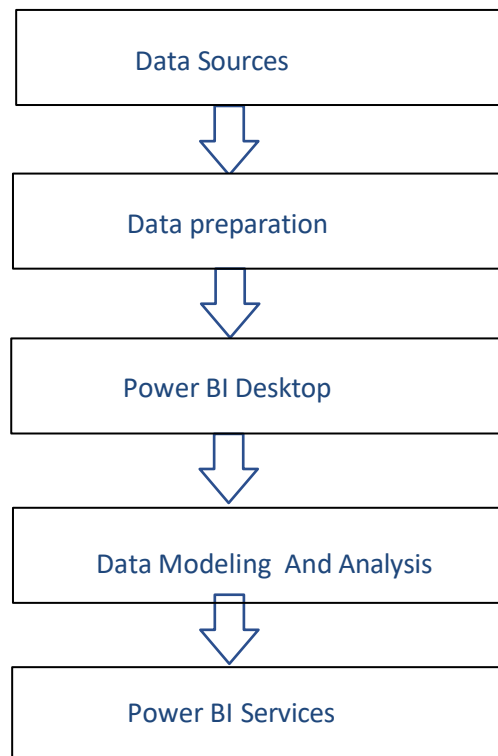 Data Sources
Data preparation
Power BI Desktop
Data Modeling  And Analysis
Power BI Services